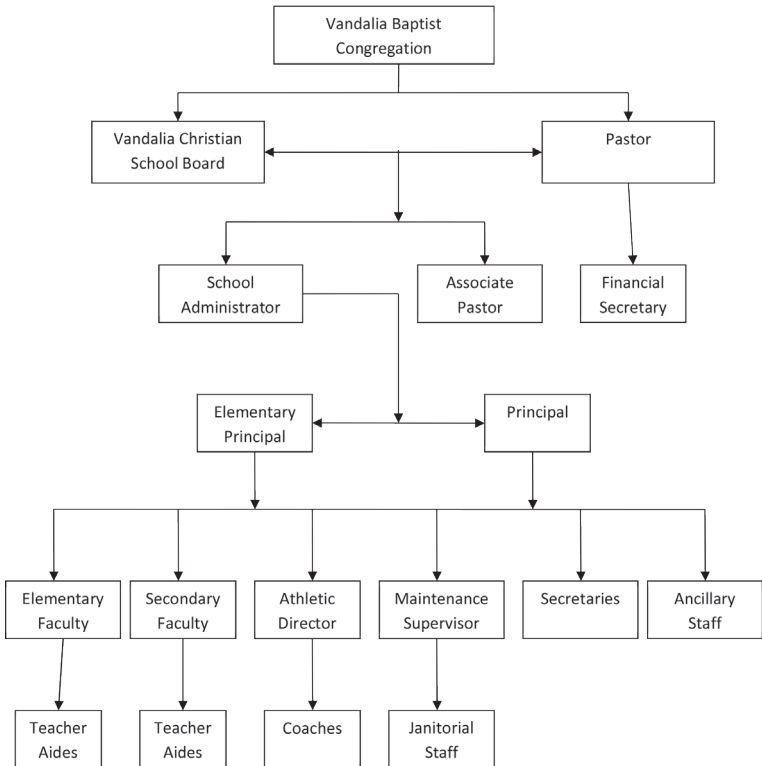 Vandalia Baptist
Congregation
Vandalia Christian
School Board
Pastor
School
Administrator
Associate
Pastor
Financial
Secretary
Elementary
Principal
Principal
Elementary
Faculty
Secondary
Faculty
Athletic
Director
Maintenance
Supervisor
Secretaries
Ancillary
Staff
Teacher
Aides
Teacher
Aides
Coaches
Janitorial
Staff